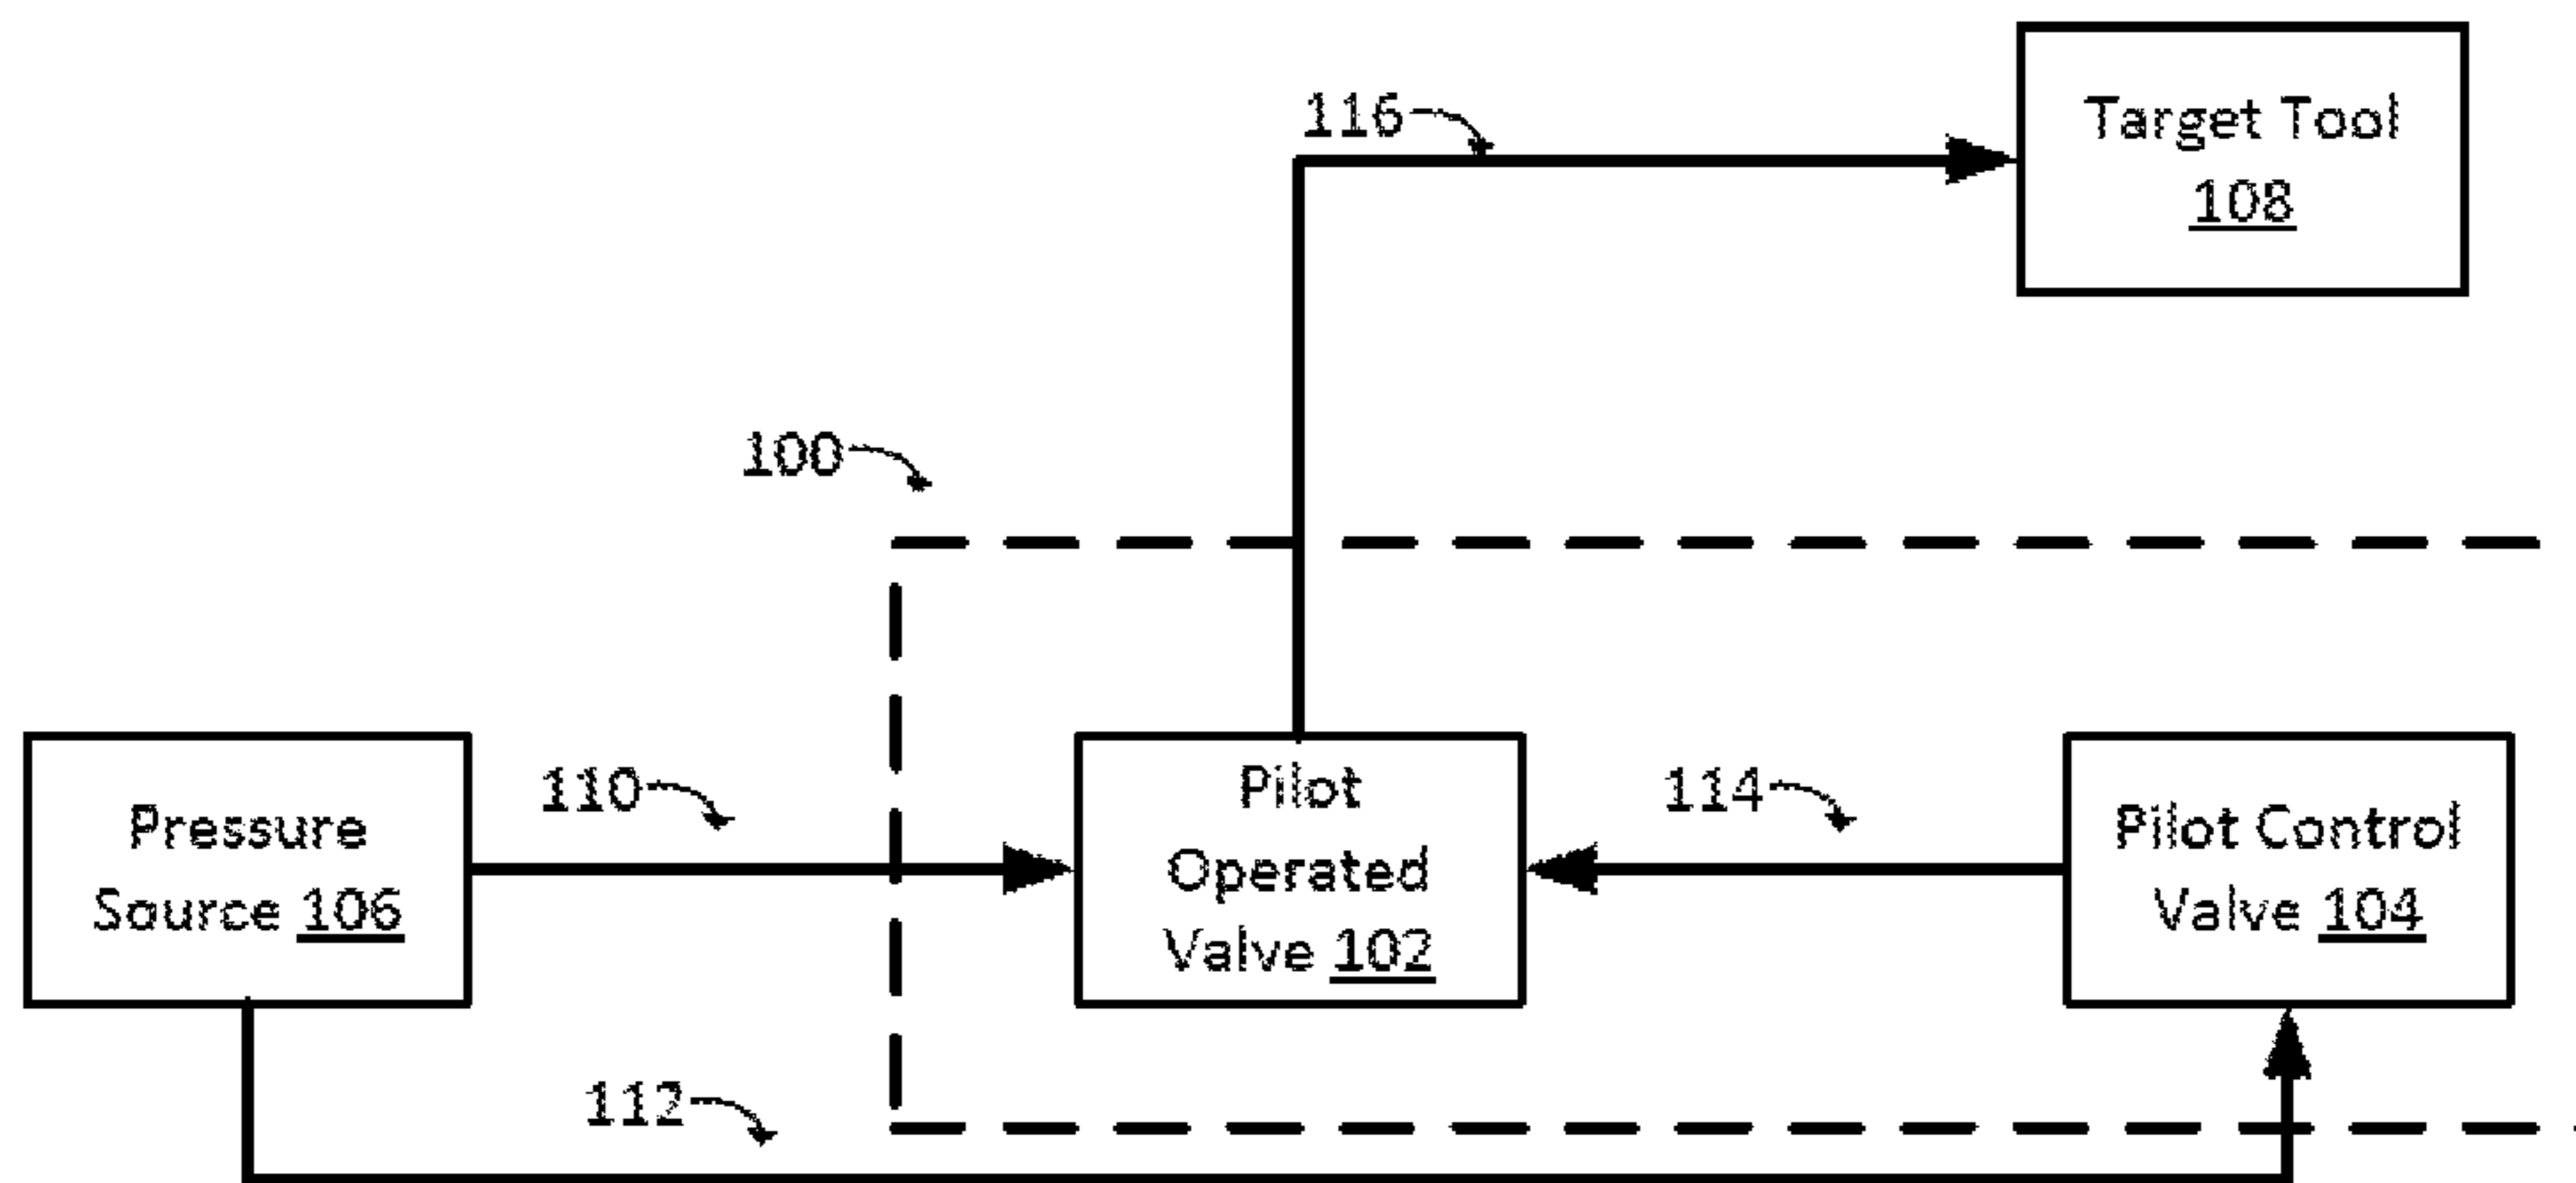 116
Target Tool
108
100
110
Pressure
Source 106
Pilot
Operated
Valve 102
114
Pilot Control
Valve 104
112